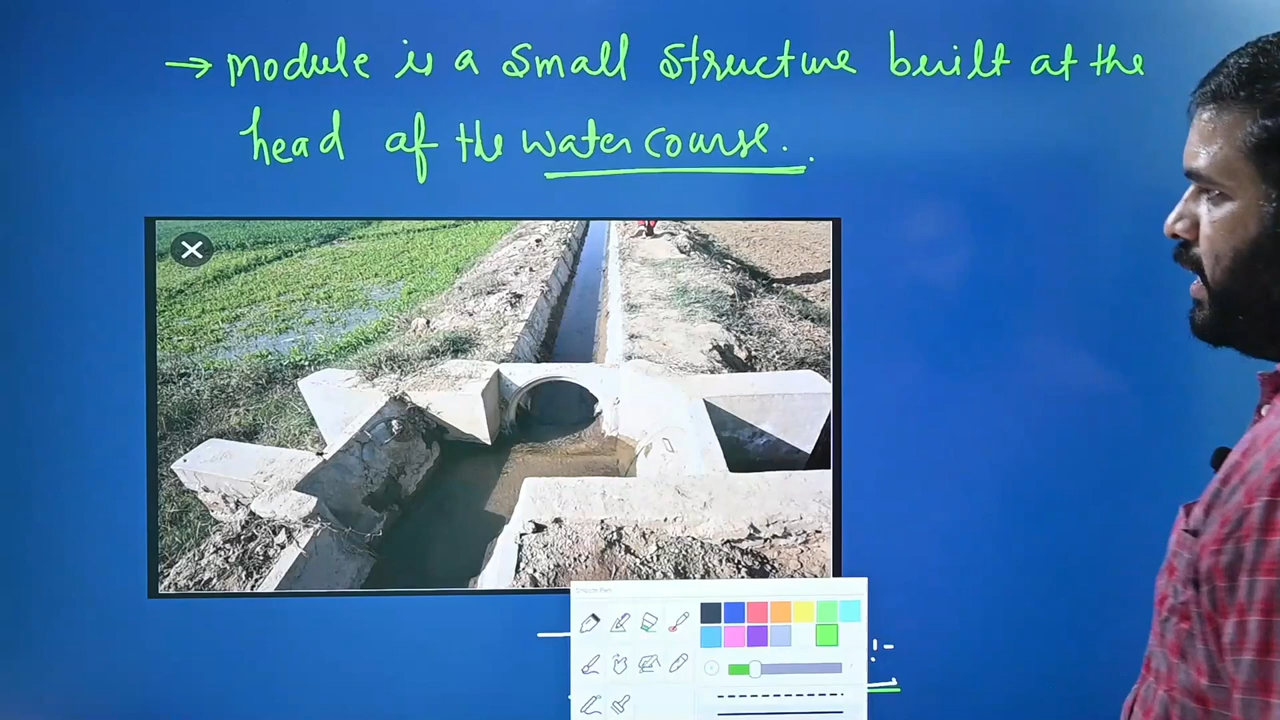 → Module is a small structure built at the
head of the water course.